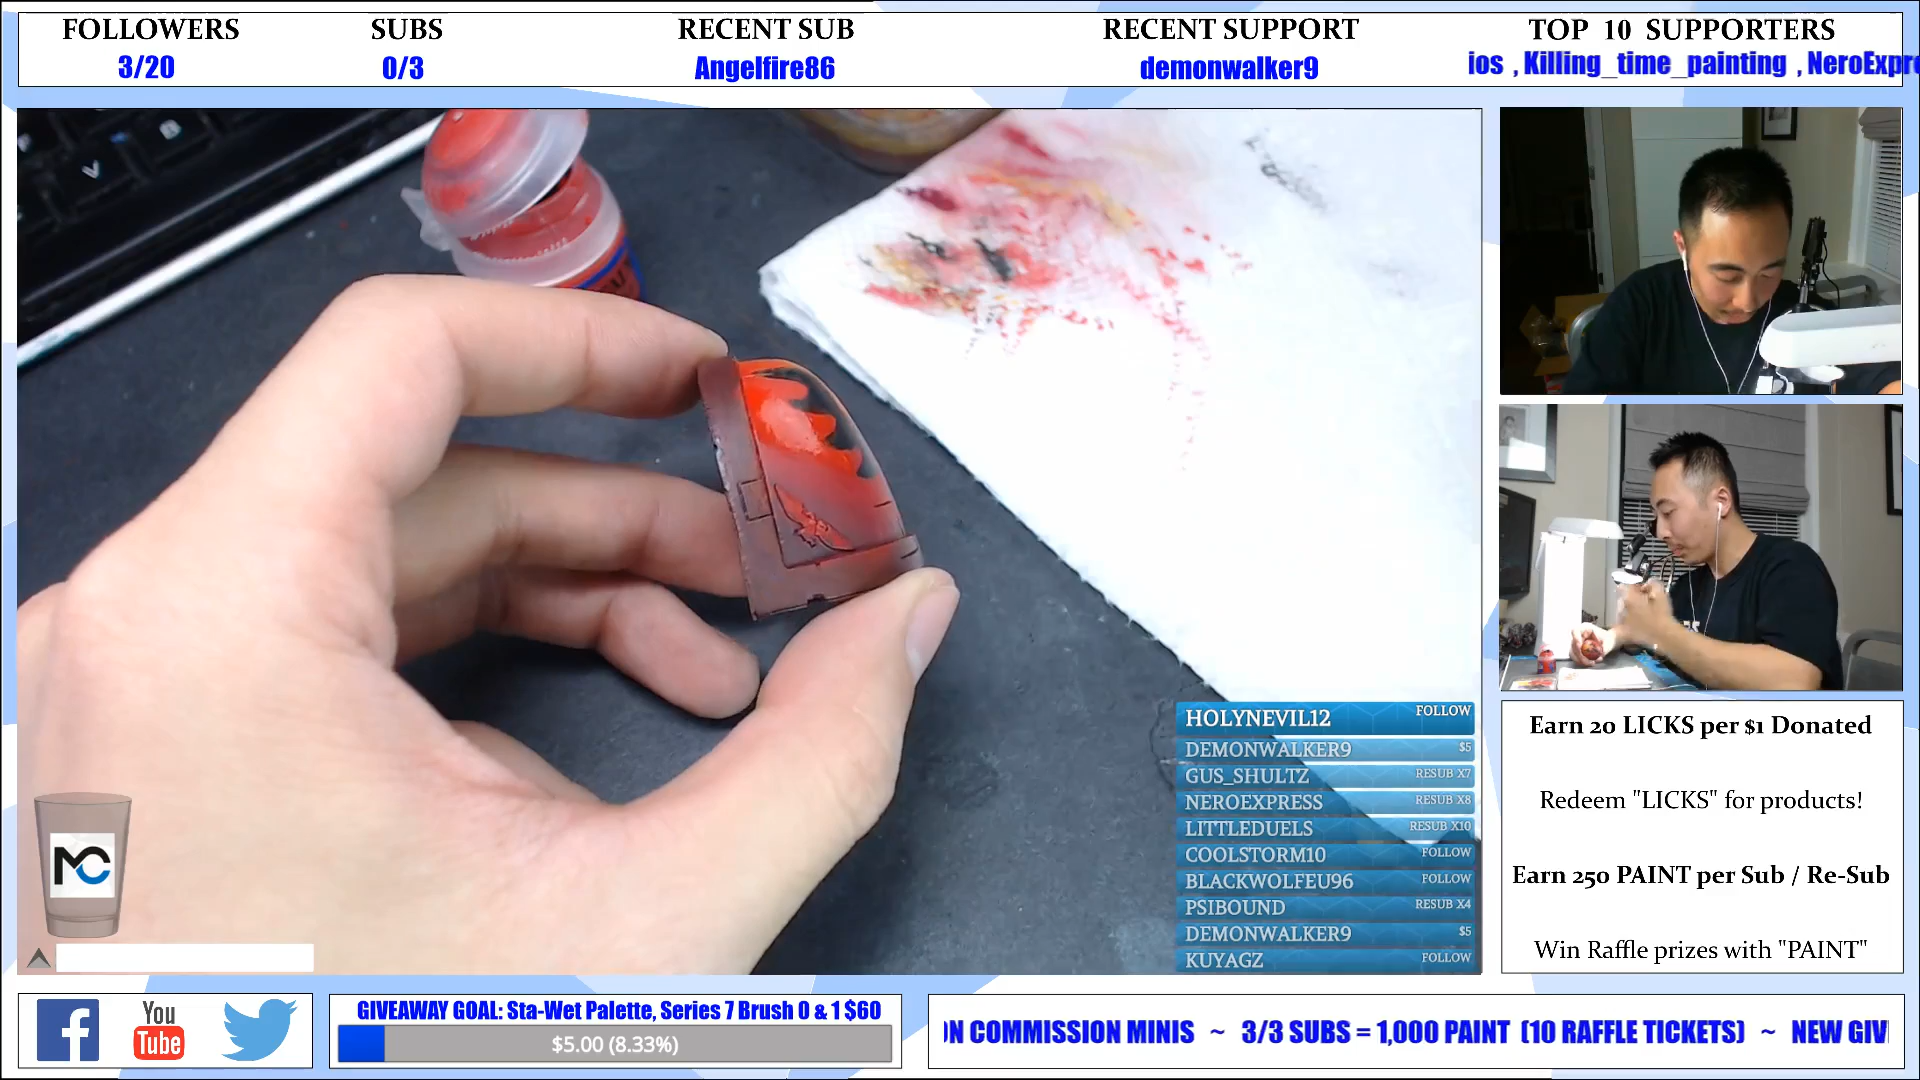 FOLLOWERS
3/20
SUBS
0/3
RECENT SUB
Angelfire86
RECENT SUPPORT
demonwalker9
TOP 10 SUPPORTERS
ios , Killing_time_painting , NeroExpre
V
B
HOLYNEVIL12 FOLLOW
DEMONWALKER9 $5
GUS_SHULTZ RESUB X7
NEROEXPRESS RESUB X8
LITTLEDUELS RESUB X10
COOLSTORM10 FOLLOW
BLACKWOLFEU96 FOLLOW
PSIBOUND RESUB X4
DEMONWALKER9 $5
KUYAGZ FOLLOW
Earn 20 LICKS per $1 Donated
Redeem "LICKS" for products!
Earn 250 PAINT per Sub / Re-Sub
Win Raffle prizes with "PAINT"
MC
f
You
Tube
GIVEAWAY GOAL: Sta-Wet Palette, Series 7 Brush 0 & 1 $60
$5.00 (8.33%)
ON COMMISSION MINIS ~ 3/3 SUBS = 1,000 PAINT (10 RAFFLE TICKETS) ~ NEW GIV